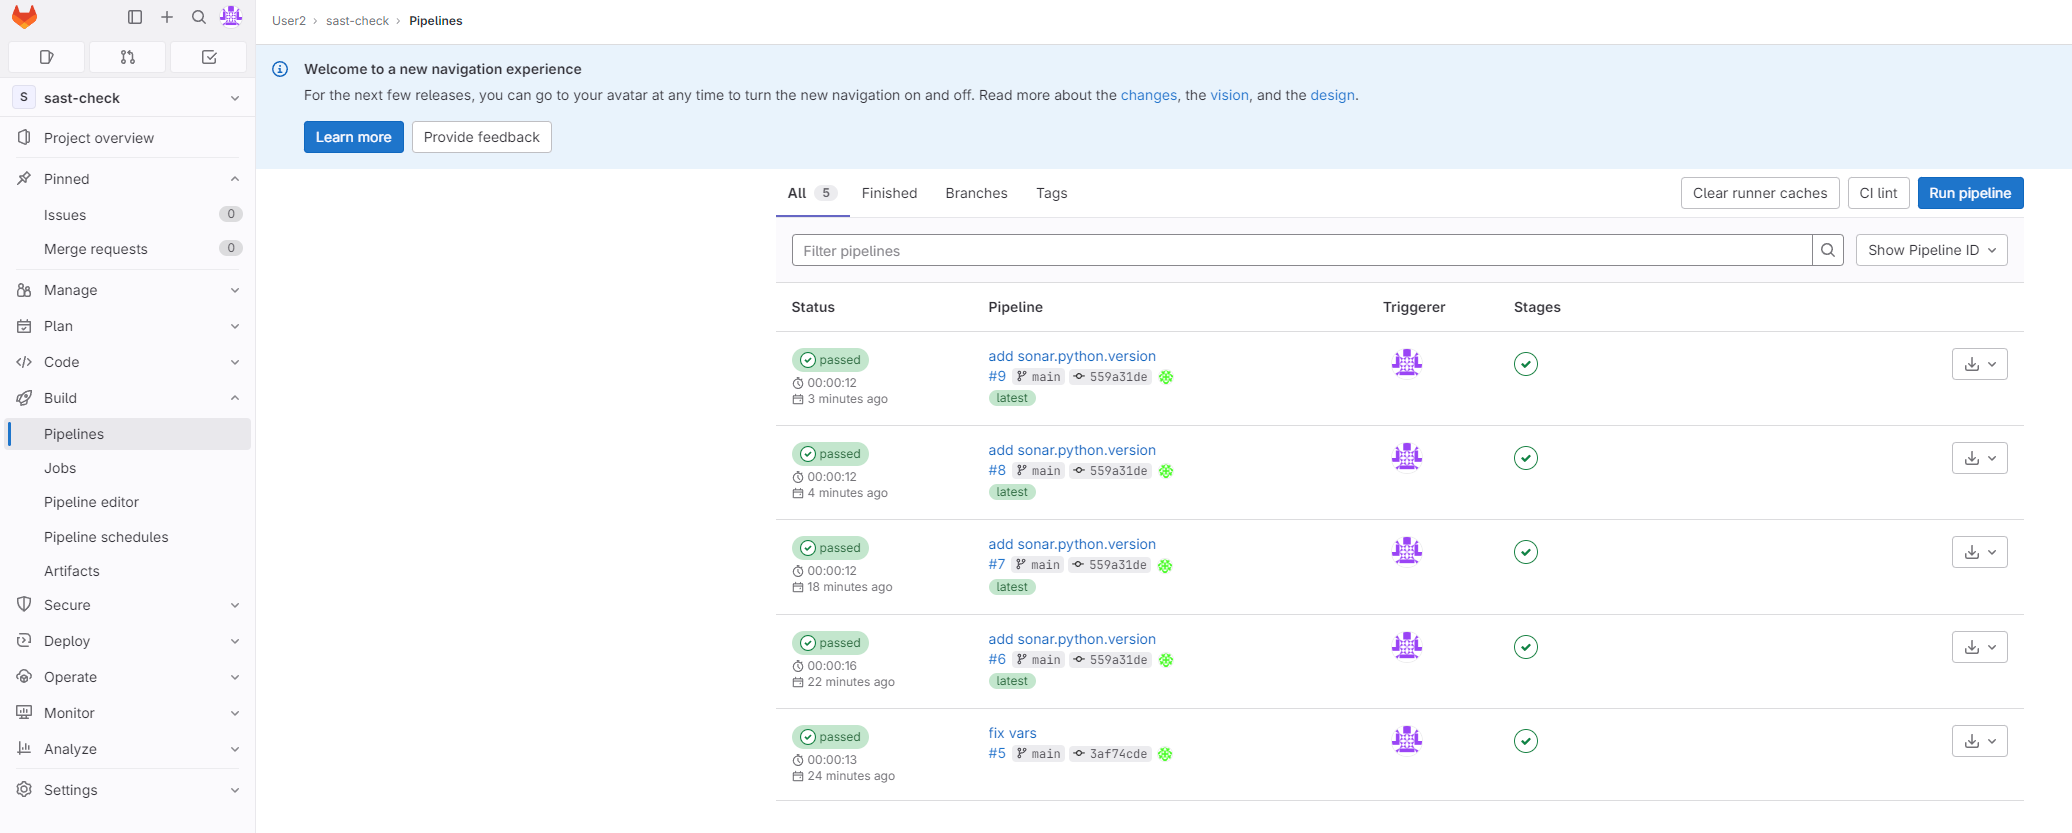 User2 › sast-check › Pipelines
Welcome to a new navigation experience
For the next few releases, you can go to your avatar at any time to turn the new navigation on and off. Read more about the changes, the vision, and the design.
Learn more Provide feedback
S sast-check
Project overview
Pinned
Issues 0
Merge requests 0
Manage
Plan
Code
Build
Pipelines
Jobs
Pipeline editor
Pipeline schedules
Artifacts
Secure
Deploy
Operate
Monitor
Analyze
Settings
All 5 Finished Branches Tags
Clear runner caches CI lint Run pipeline
Filter pipelines Show Pipeline ID
Status Pipeline Triggerer Stages
passed
00:00:12
3 minutes ago
add sonar.python.version
#9 main 559a31de
latest
passed
00:00:12
4 minutes ago
add sonar.python.version
#8 main 559a31de
latest
passed
00:00:12
18 minutes ago
add sonar.python.version
#7 main 559a31de
latest
passed
00:00:16
22 minutes ago
add sonar.python.version
#6 main 559a31de
latest
passed
00:00:13
24 minutes ago
fix vars
#5 main 3af74cde